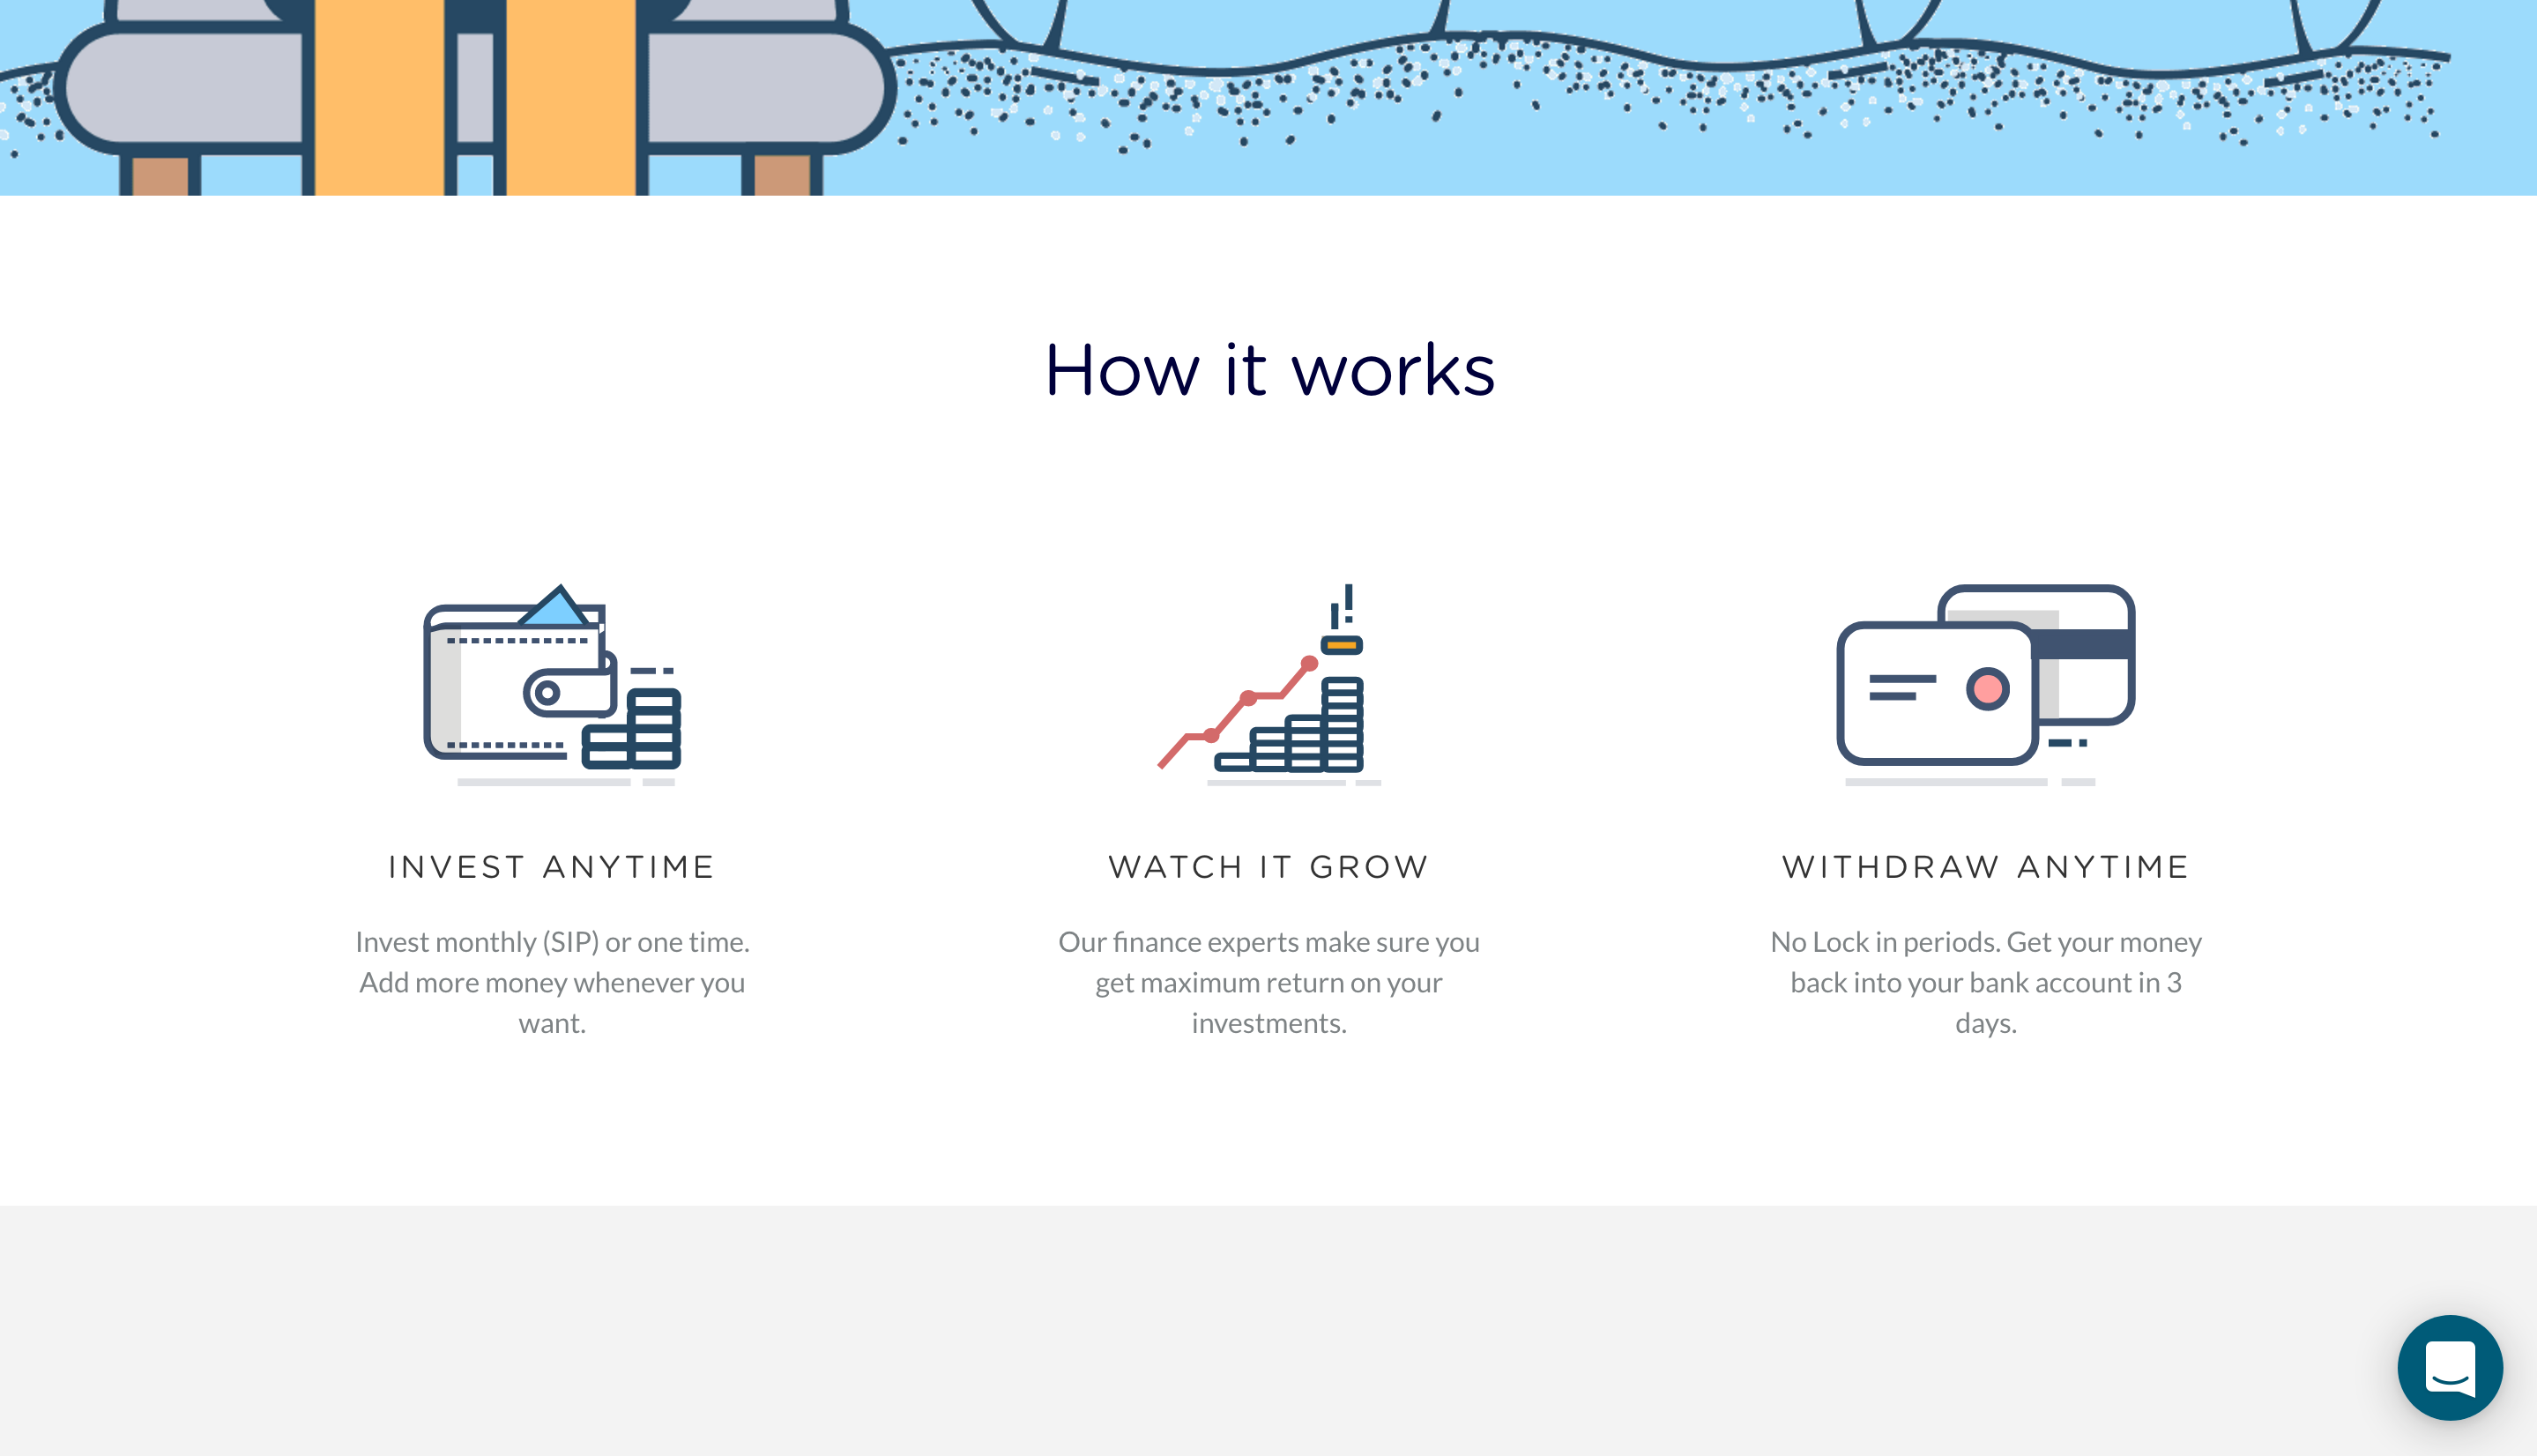 How it works
INVEST ANYTIME
Invest monthly (SIP) or one time.
Add more money whenever you
want.
WATCH IT GROW
Our finance experts make sure you
get maximum return on your
investments.
WITHDRAW ANYTIME
No Lock in periods. Get your money
back into your bank account in 3
days.